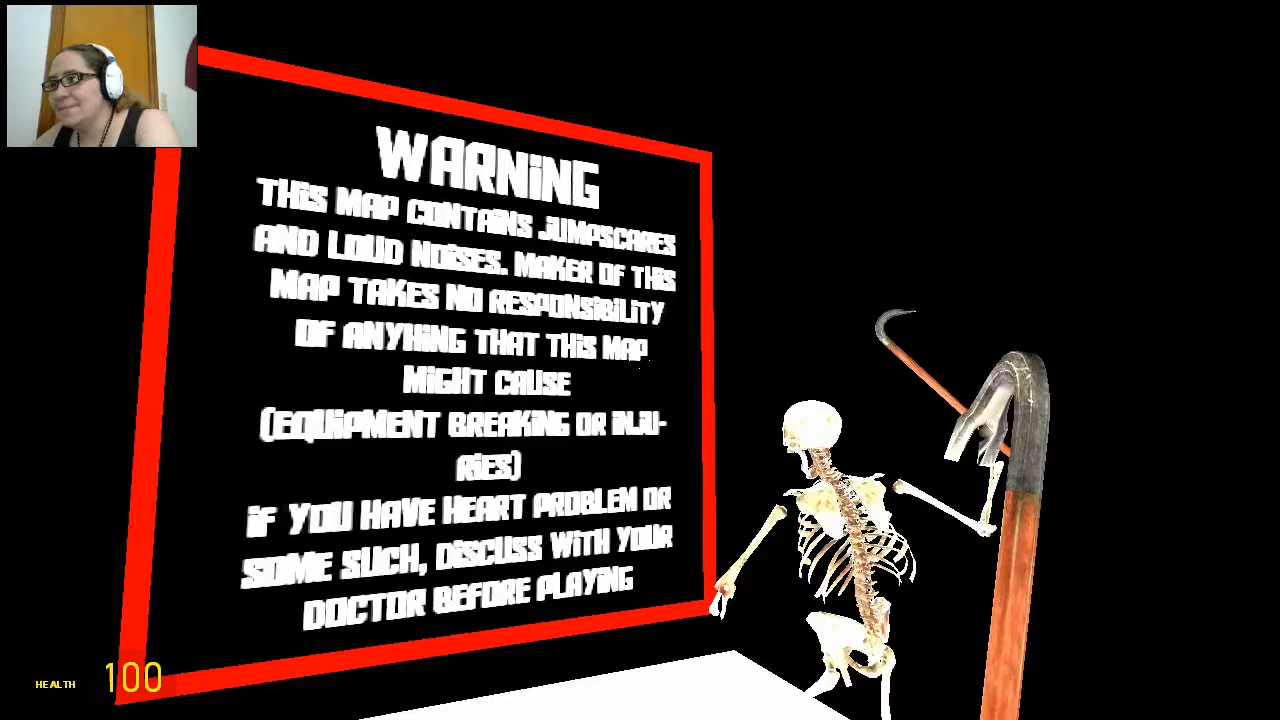 WARNiNG
THiS MAP CONTAiNS JUMPSCARES
AND LOUD NOiSES. MAKER OF THiS
MAP TAKES NO RESPONSiBiLiTY
OF ANYHiNG THAT THiS MAP
MiGHT CAUSE
(EQUiPMENT BREAKiNG OR iNJU-
RiES)
iF YOU HAVE HEART PROBLEM OR
SOME SUCH, DiSCUSS WiTH YOUR
DOCTOR BEFORE PLAYiNG
HEALTH 100